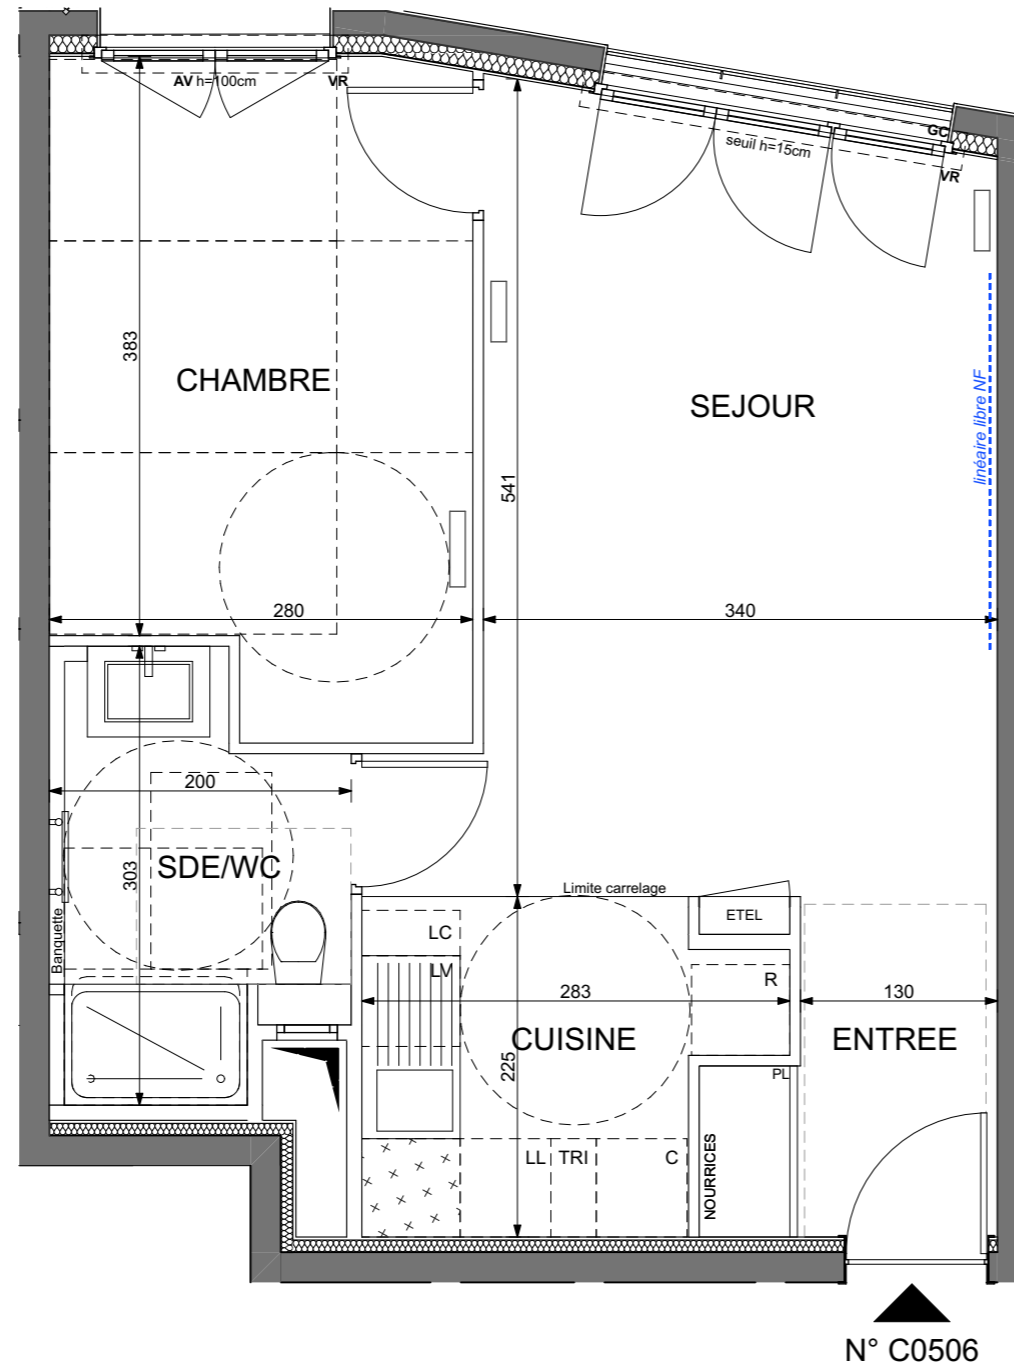 AV h=100cm
VR
GC
seuil h=15cm
VR
383
CHAMBRE
SEJOUR
linéaire libre NF
541
280
340
200
303
SDE/WC
Banquette
Limite carrelage
ETEL
LC
LV
R
283
130
CUISINE
ENTREE
225
PL
NOURRICES
LL
TRI
C
N° C0506